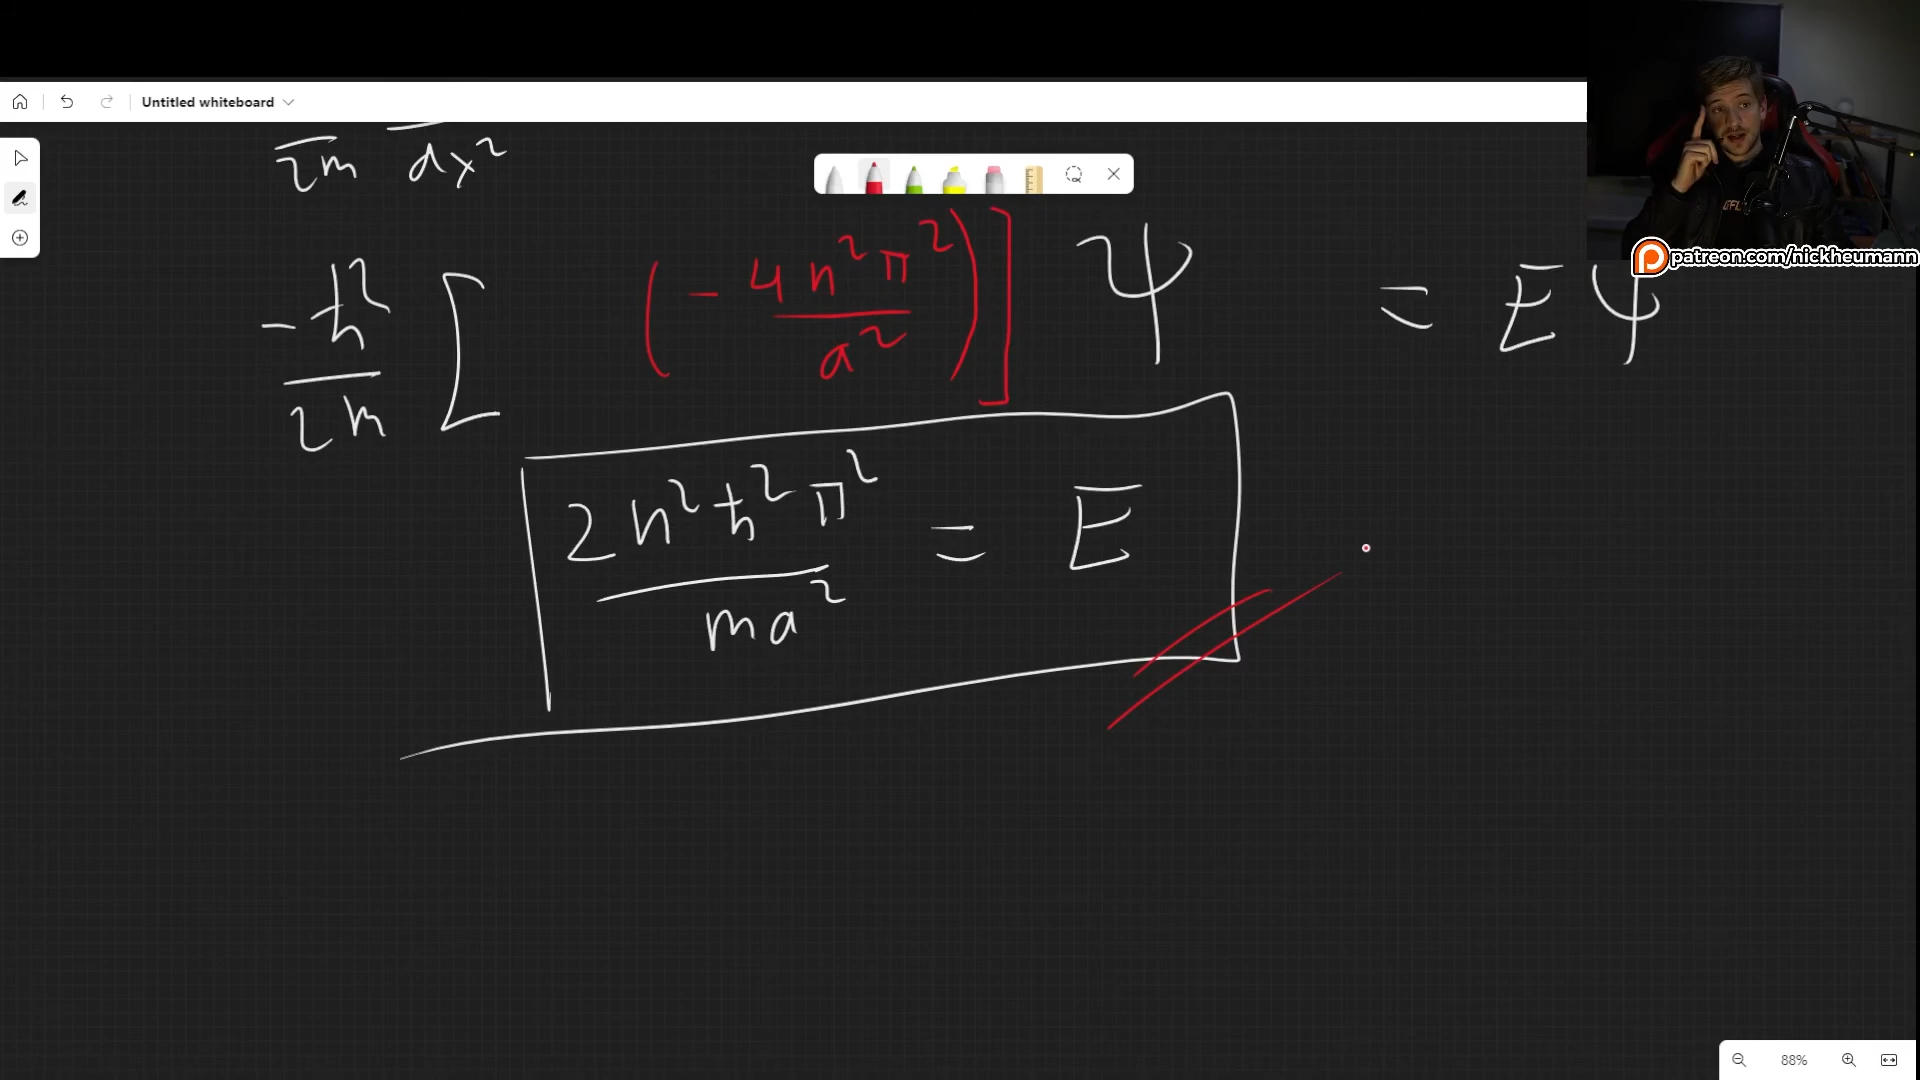 Untitled whiteboard
2m dx²
-ħ²/2m [ (- 4n²π²/a²) ] Ψ = EΨ
2n²ħ²π²/ma² = E
patreon.com/nickheumann
88%